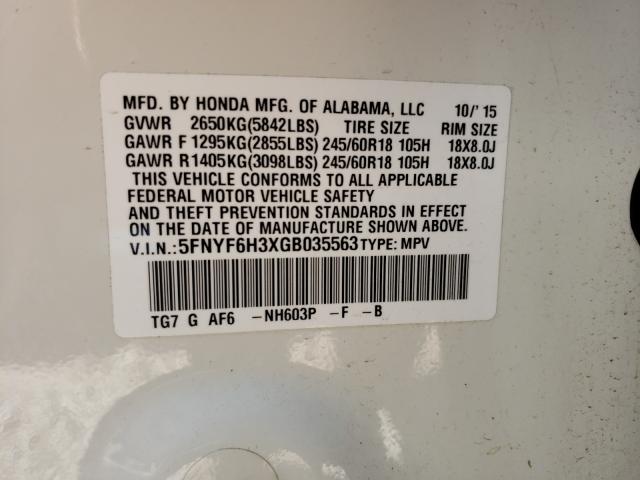 MFD. BY HONDA MFG. OF ALABAMA, LLC 10/'15
GVWR 2650KG(5842LBS) TIRE SIZE RIM SIZE
GAWR F 1295KG(2855LBS) 245/60R18 105H 18X8.0J
GAWR R 1405KG(3098LBS) 245/60R18 105H 18X8.0J
THIS VEHICLE CONFORMS TO ALL APPLICABLE
FEDERAL MOTOR VEHICLE SAFETY
AND THEFT PREVENTION STANDARDS IN EFFECT
ON THE DATE OF MANUFACTURE SHOWN ABOVE.
V.I.N.:5FNYF6H3XGB035563 TYPE: MPV
TG7 G AF6 -NH603P -F -B